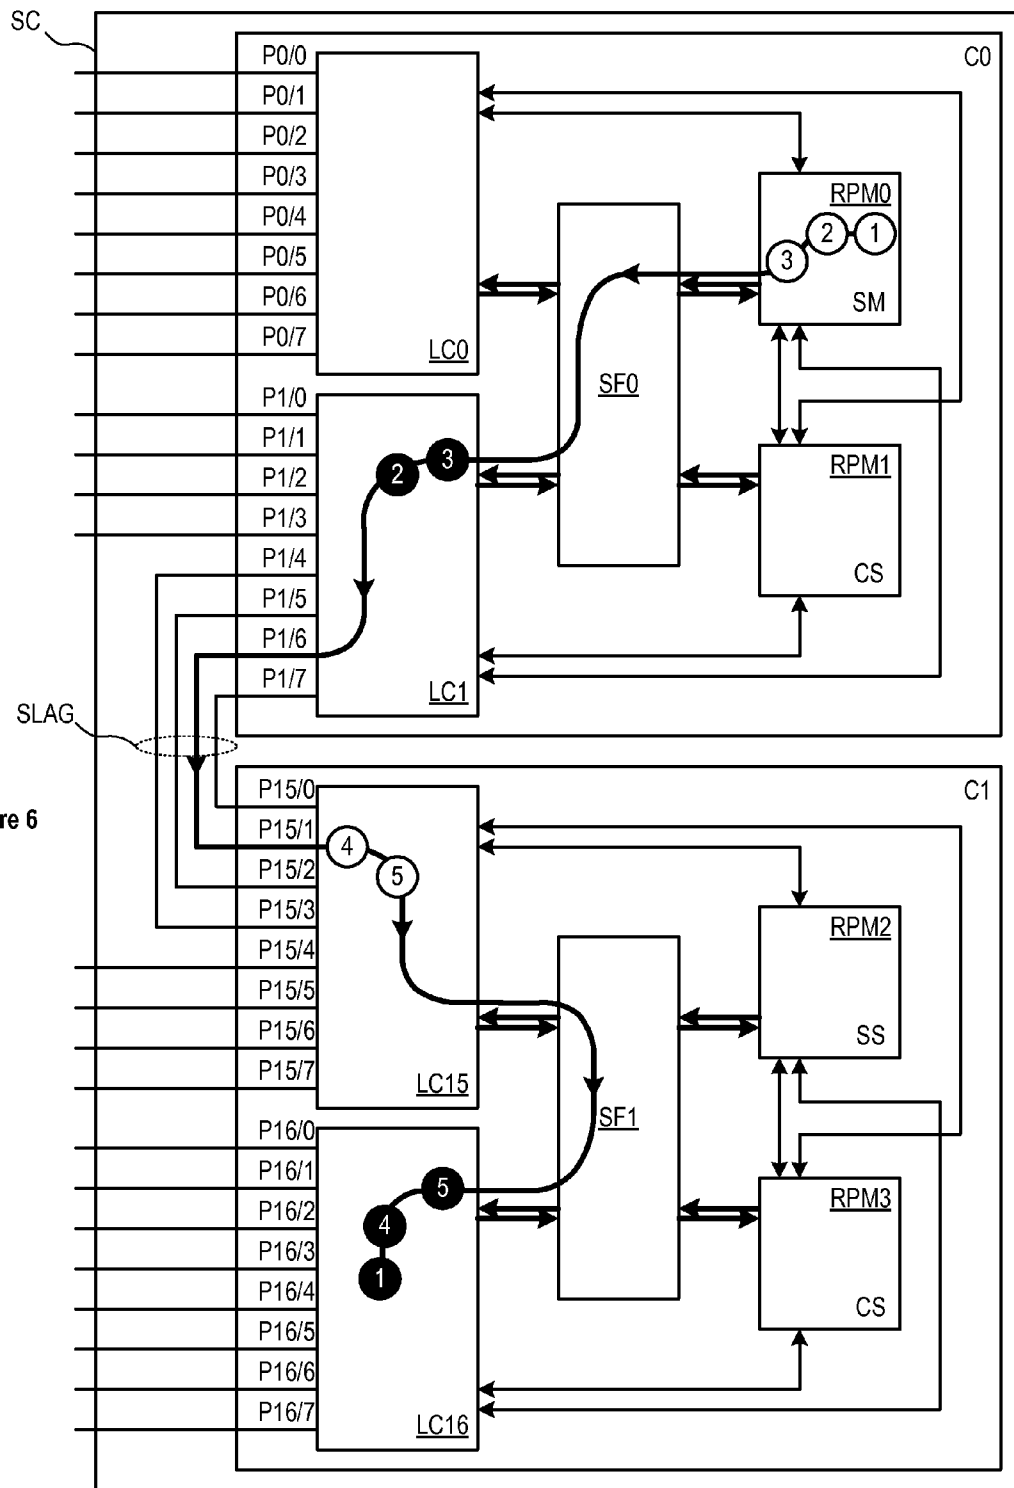 SC
C0
P0/0
P0/1
P0/2
P0/3
P0/4
P0/5
P0/6
P0/7
LC0
RPM0
2
1
3
SM
SF0
P1/0
P1/1
P1/2
P1/3
P1/4
P1/5
P1/6
P1/7
3
2
LC1
RPM1
CS
SLAG
re 6
C1
P15/0
P15/1
P15/2
P15/3
P15/4
P15/5
P15/6
P15/7
4
5
LC15
RPM2
SS
SF1
P16/0
P16/1
P16/2
P16/3
P16/4
P16/5
P16/6
P16/7
5
4
1
LC16
RPM3
CS